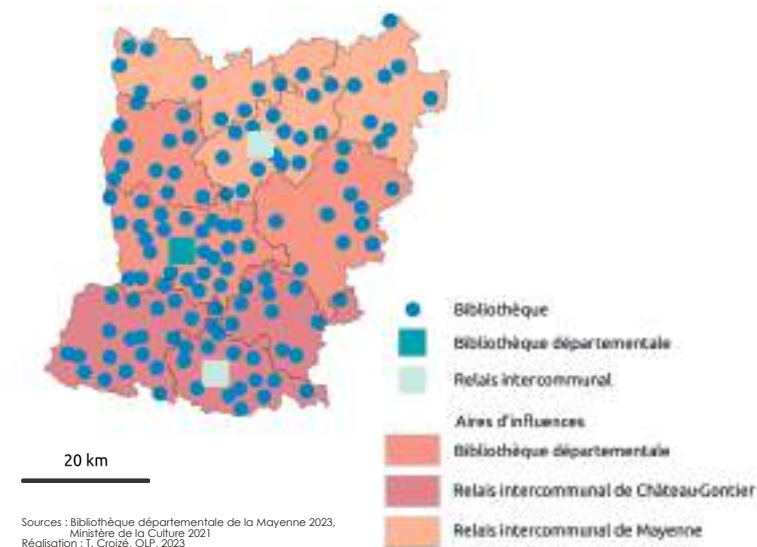 Bibliothèque
Bibliothèque départementale
Relais intercommunal
Aires d'influences
Bibliothèque départementale
Relais intercommunal de Château-Gontier
Relais intercommunal de Mayenne
20 km
Sources : Bibliothèque départementale de la Mayenne 2023,
Ministère de la Culture 2021
Réalisation : T. Croizé, OLP, 2023